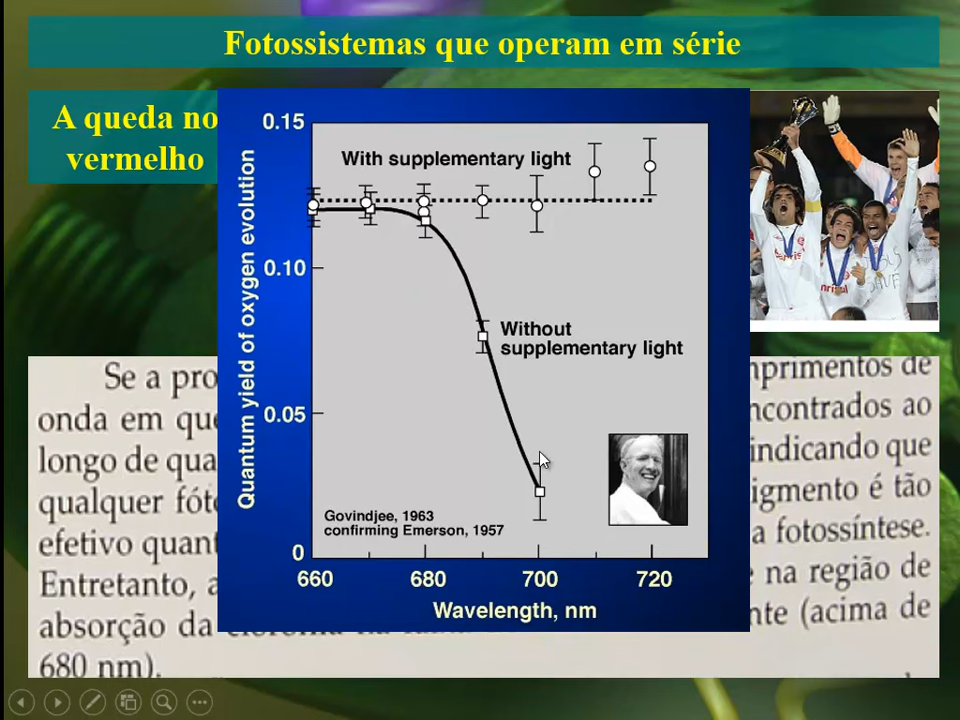 Fotossistemas que operam em série
A queda no
vermelho
0.15
With supplementary light
Quantum yield of oxygen evolution
0.10
Without
supplementary light
0.05
Govindjee, 1963
confirming Emerson, 1957
0
660
680
700
720
Wavelength, nm
Se a pro
onda em que
longo de qua
qualquer
efetivo quant
Entretanto, a
absorção da
680 nm).
mprimentos de
ncontrados ao
indicando que
igmento é tão
a fotossíntese.
e na região de
nte (acima de